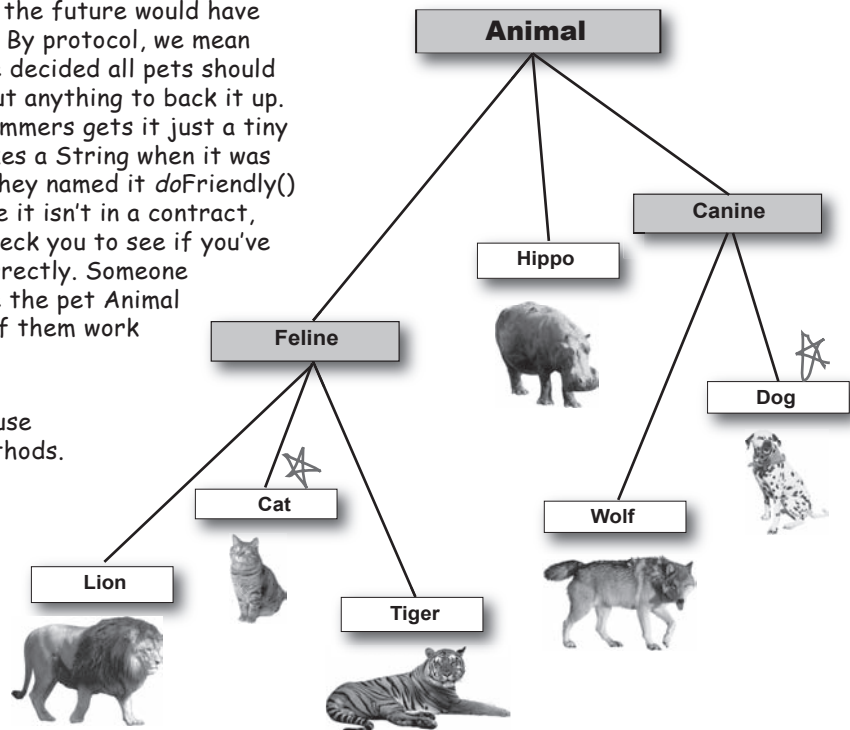 the future would have
By protocol, we mean
decided all pets should
ut anything to back it up.
mmers gets it just a tiny
es a String when it was
hey named it doFriendly()
e it isn't in a contract,
eck you to see if you've
rectly. Someone
the pet Animal
f them work
use
thods.
Animal
Canine
Hippo
Feline
Dog
Cat
Wolf
Lion
Tiger